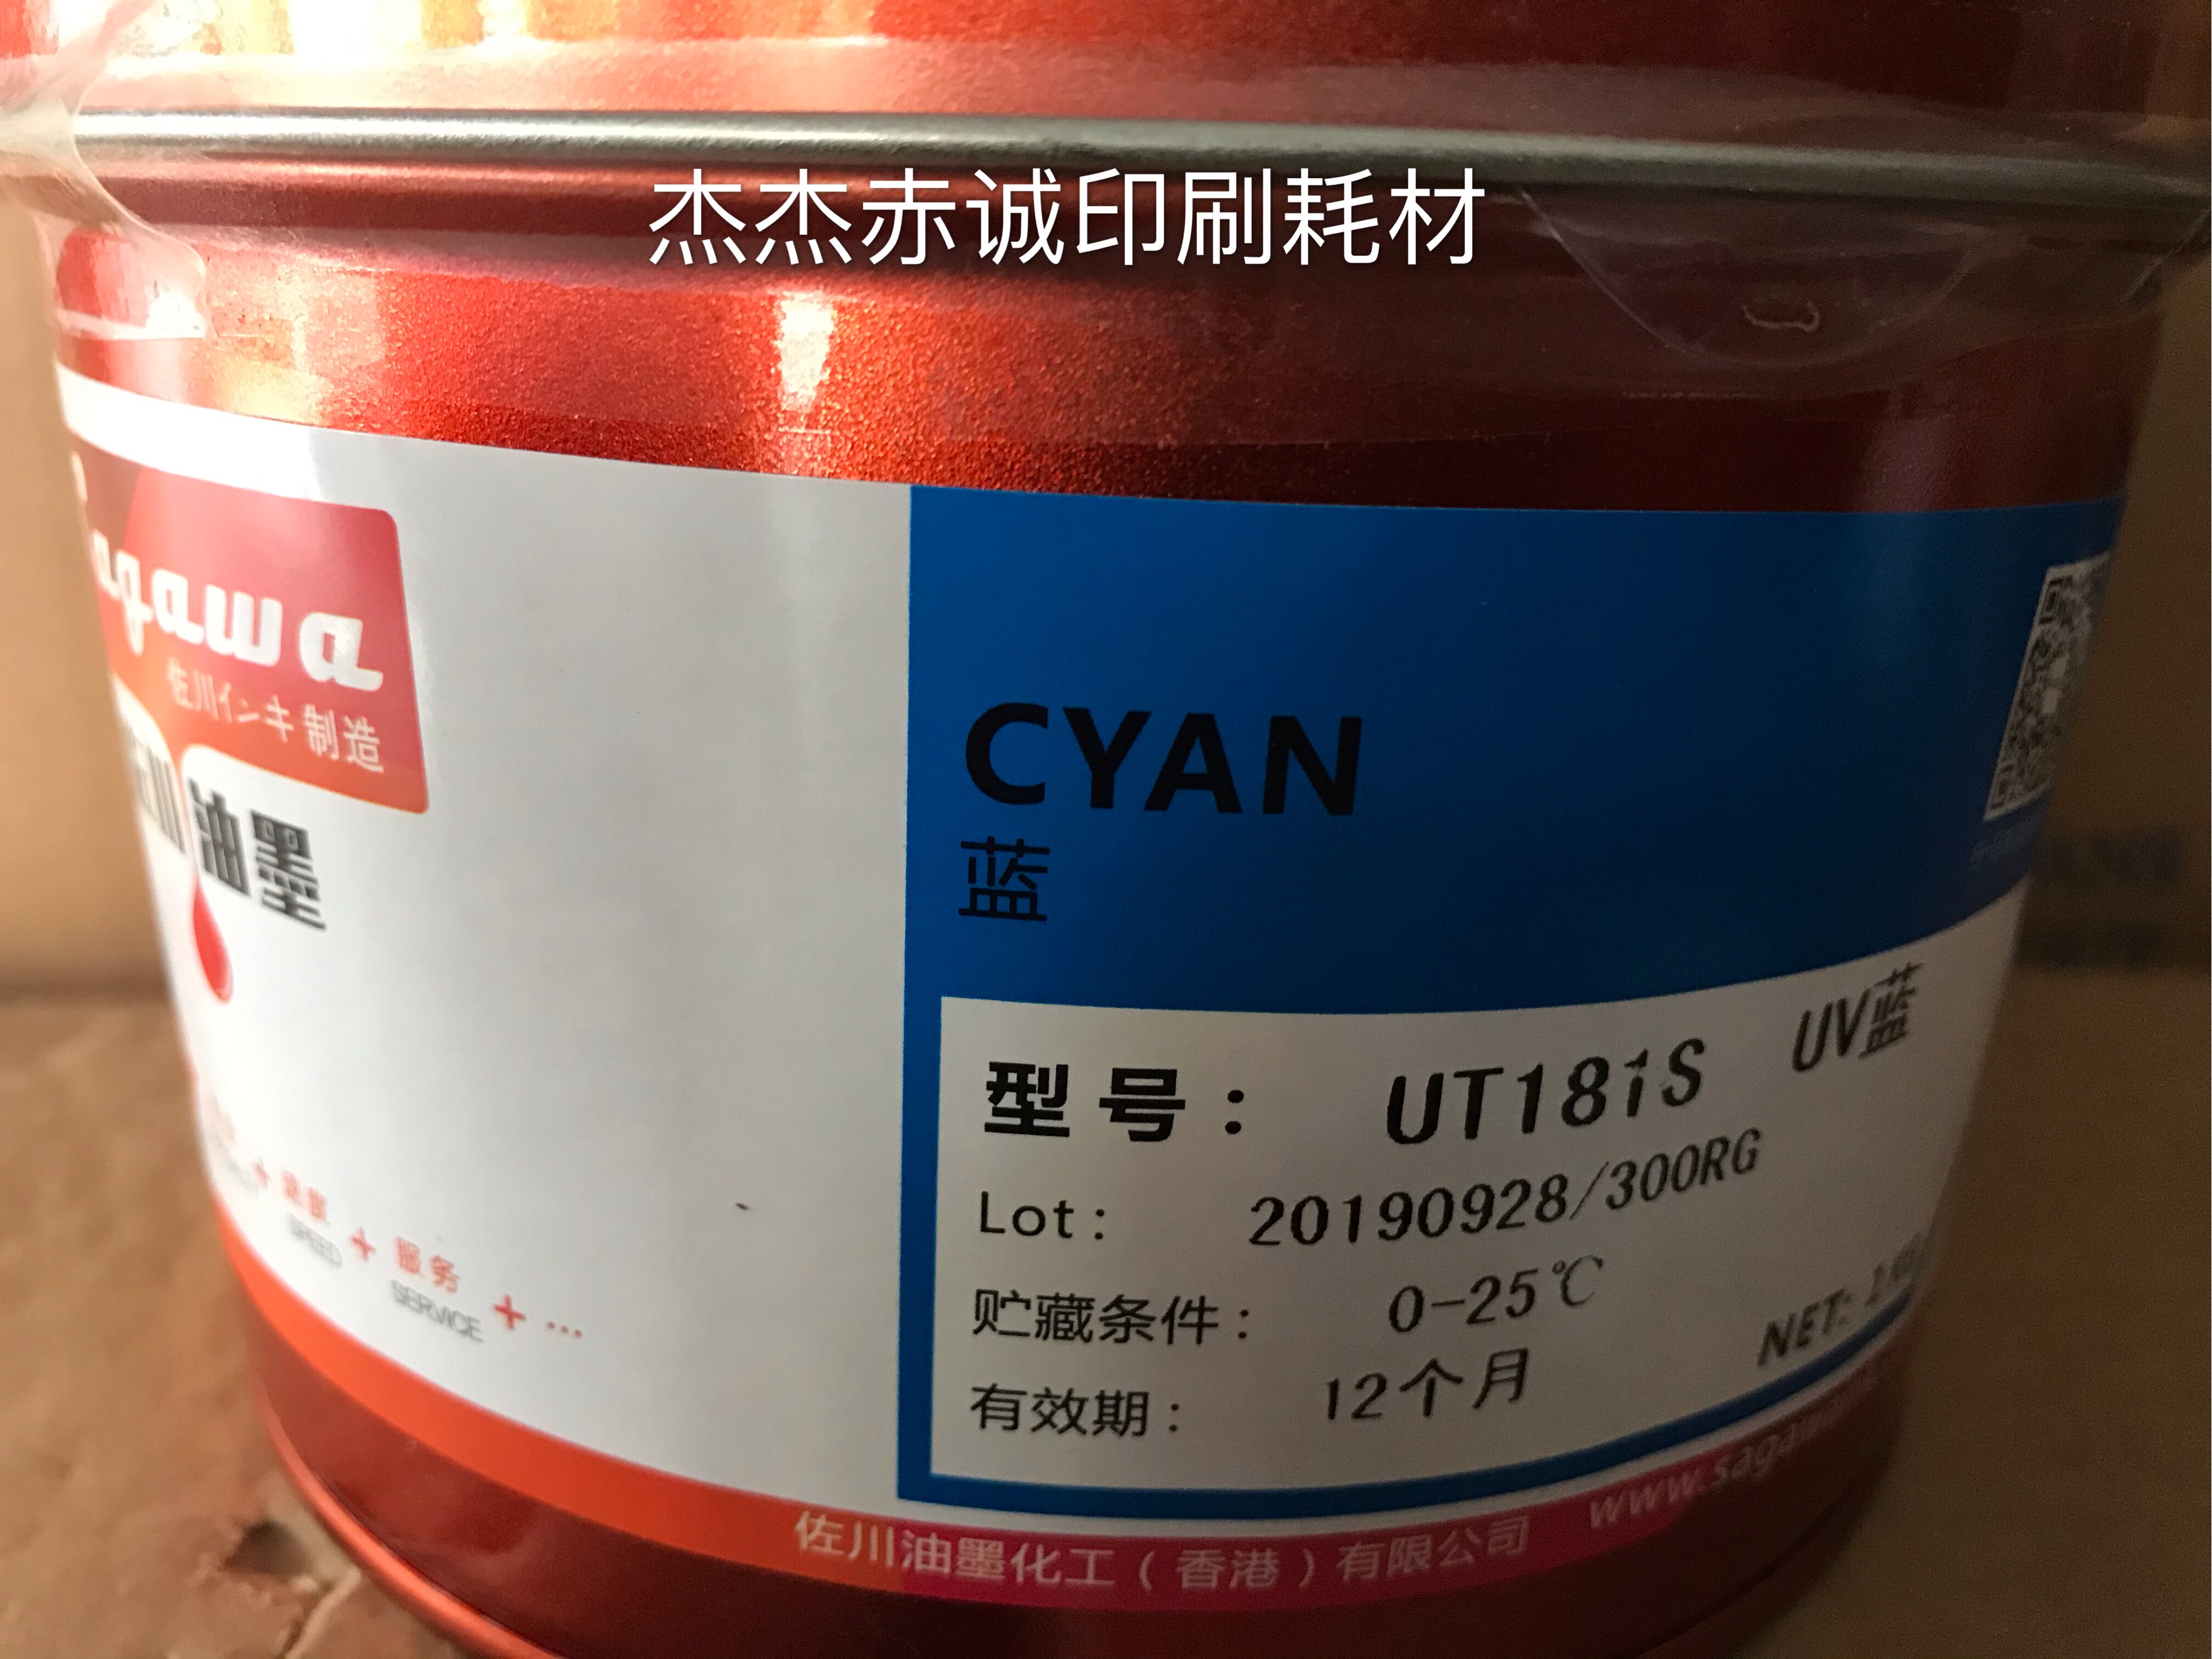 杰杰赤诚印刷耗材
agawa
佐川インキ制造
川油墨
CYAN
蓝
型号: UT181S UV蓝
Lot: 20190928/300RG
贮藏条件: 0-25℃
有效期: 12个月
NET:
+ 速度 + 服务 + ...
SPEED SERVICE
佐川油墨化工(香港)有限公司